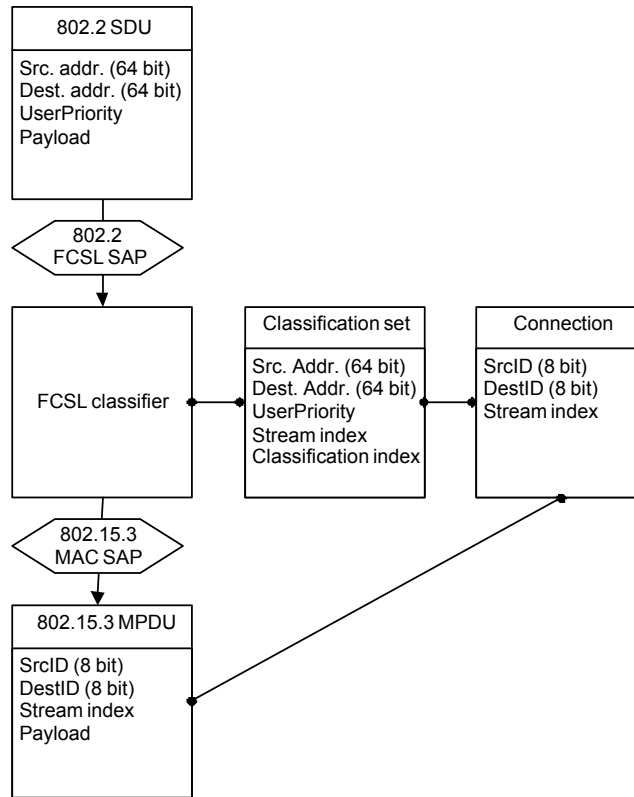 802.2 SDU
Src. addr. (64 bit)
Dest. addr. (64 bit)
UserPriority
Payload
802.2
FCSL SAP
FCSL classifier
Classification set
Src. Addr. (64 bit)
Dest. Addr. (64 bit)
UserPriority
Stream index
Classification index
Connection
SrcID (8 bit)
DestID (8 bit)
Stream index
802.15.3
MAC SAP
802.15.3 MPDU
SrcID (8 bit)
DestID (8 bit)
Stream index
Payload